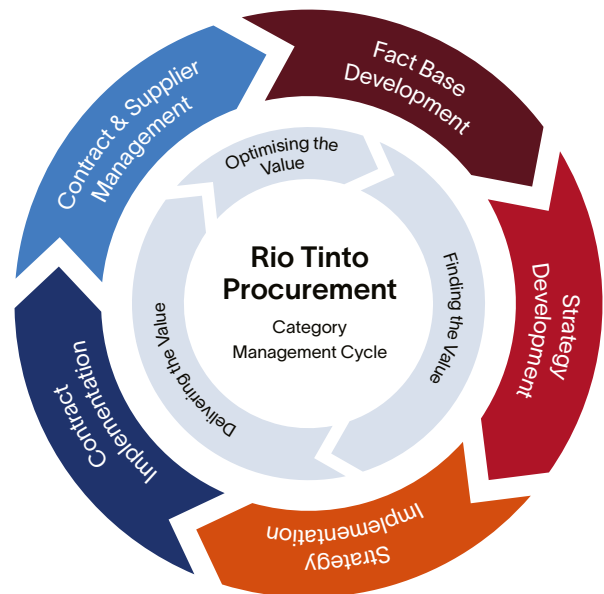 Rio Tinto
Procurement
Category
Management Cycle
Fact Base
Development
Strategy
Development
Strategy
Implementation
Contract
Implementation
Contract & Supplier
Management
Optimising the
Value
Finding the Value
Delivering the Value